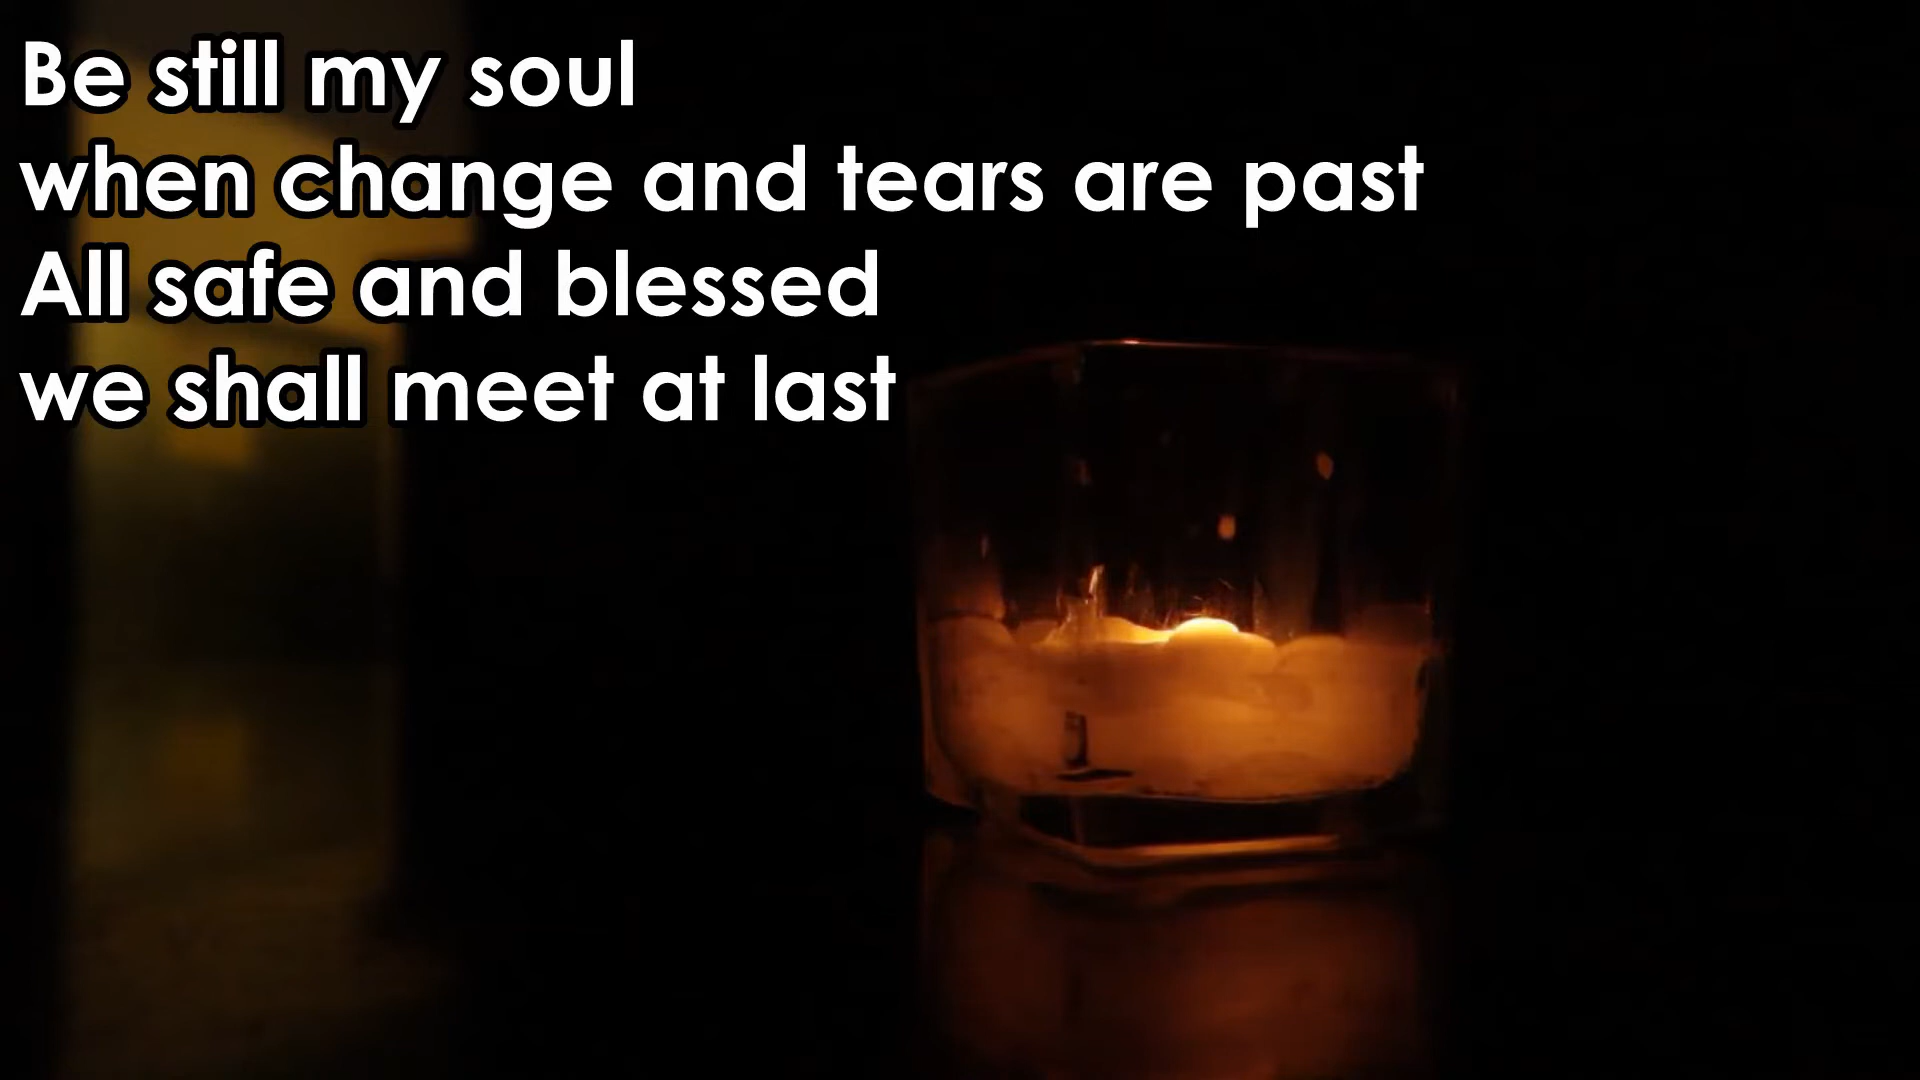 Be still my soul
when change and tears are past
All safe and blessed
we shall meet at last